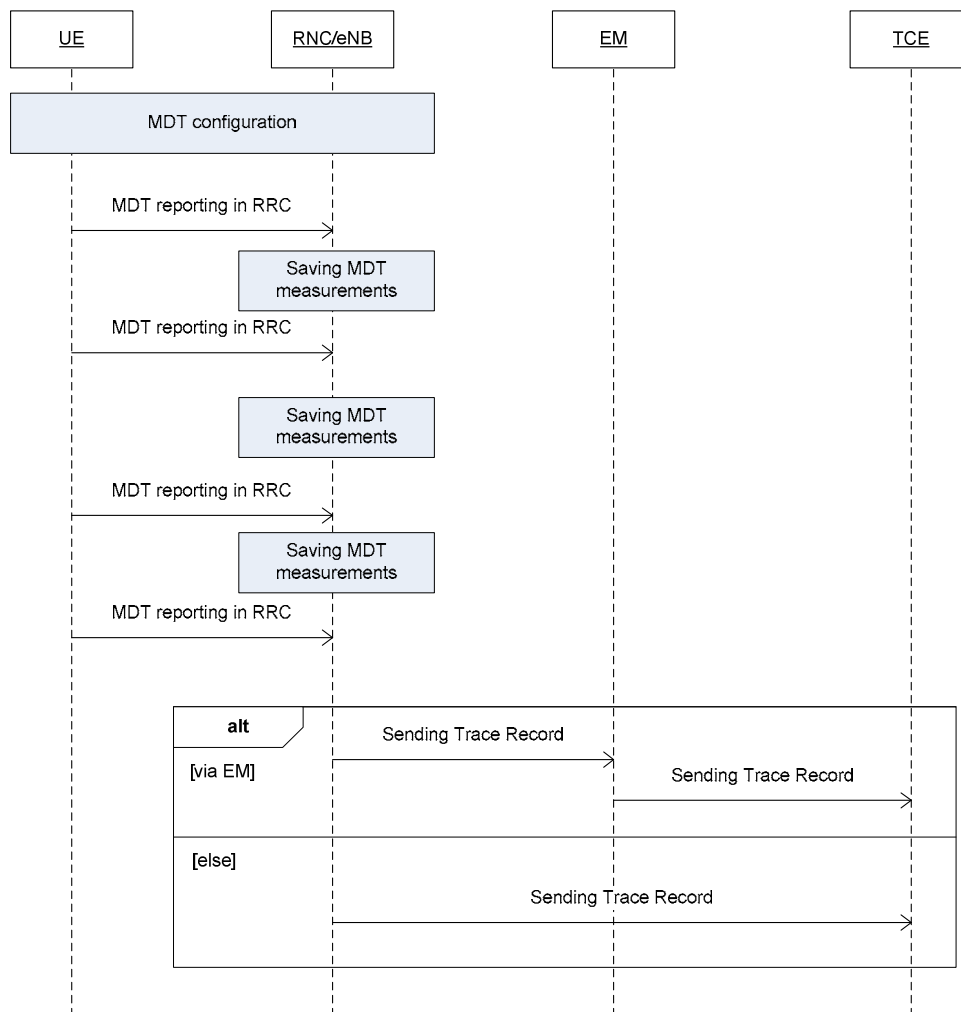 UE
RNC/eNB
EM
TCE
MDT configuration
MDT reporting in RRC
Saving MDT
measurements
MDT reporting in RRC
Saving MDT
measurements
MDT reporting in RRC
Saving MDT
measurements
MDT reporting in RRC
alt
Sending Trace Record
[via EM]
Sending Trace Record
[else]
Sending Trace Record